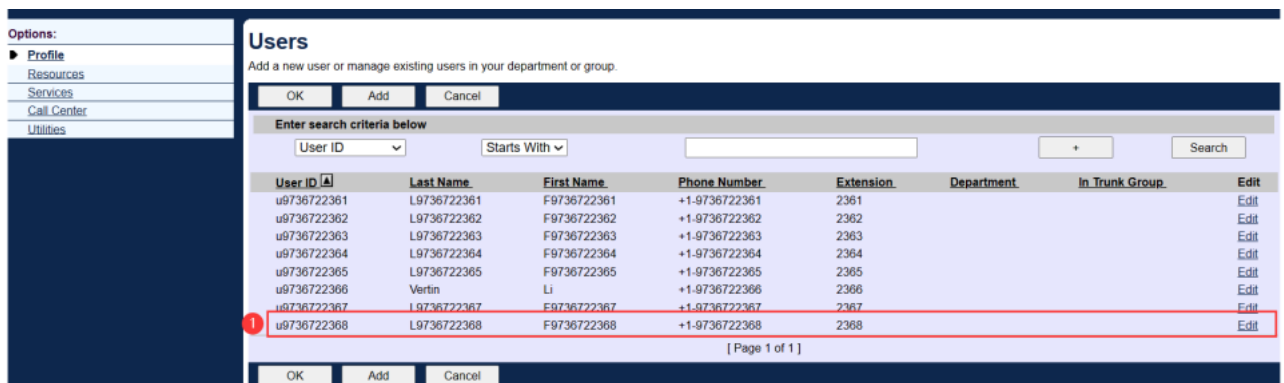 Options:
Profile
Resources
Services
Call Center
Utilities
Users
Add a new user or manage existing users in your department or group.
OK Add Cancel
Enter search criteria below
User ID Starts With + Search
User ID Last Name Phone Number First Name Extension Department In Trunk Group Edit
u9736722361 L9736722361 F9736722361 +1-9736722361 2361 Edit
u9736722362 L9736722362 F9736722362 +1-9736722362 2362 Edit
u9736722363 L9736722363 F9736722363 +1-9736722363 2363 Edit
u9736722364 L9736722364 F9736722364 +1-9736722364 2364 Edit
u9736722365 L9736722365 F9736722365 +1-9736722365 2365 Edit
u9736722366 Vertin Li +1-9736722366 2366 Edit
u9736722367 L9736722367 F9736722367 +1-9736722367 2367 Edit
1 u9736722368 L9736722368 F9736722368 +1-9736722368 2368 Edit
[ Page 1 of 1 ]
OK Add Cancel